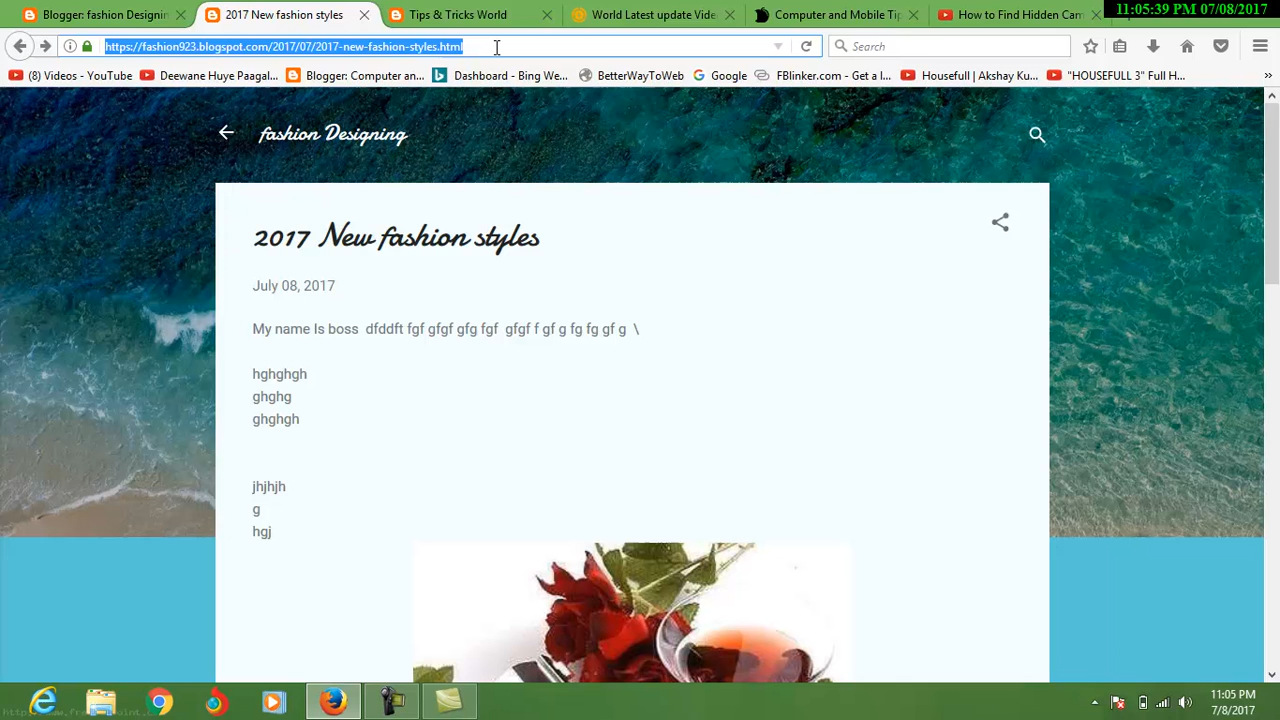 11:05:39 PM 07/08/2017
Blogger: fashion Designin
2017 New fashion styles
Tips & Tricks World
World Latest update Vide
Computer and Mobile Tip
How to Find Hidden Cam
https://fashion923.blogspot.com/2017/07/2017-new-fashion-styles.html
Search
(8) Videos - YouTube
Deewane Huye Paagal...
Blogger: Computer an...
Dashboard - Bing We...
BetterWayToWeb
Google
FBlinker.com - Get a l...
Housefull | Akshay Ku...
"HOUSEFULL 3" Full H...
fashion Designing
2017 New fashion styles
July 08, 2017
My name Is boss dfddft fgf gfgf gfg fgf gfgf f gf g fg fg gf g \
hghghgh
ghghg
ghghgh
jhjhjh
g
hgj
11:05 PM
7/8/2017